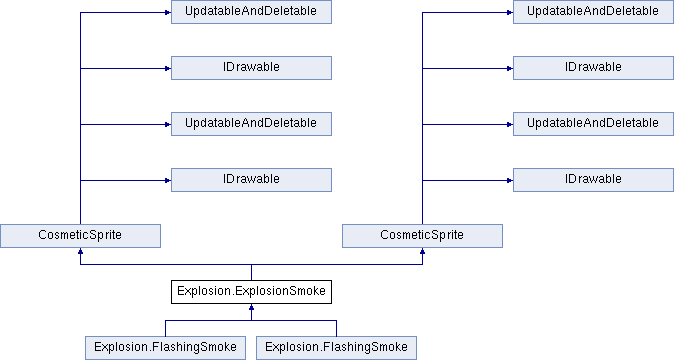 UpdatableAndDeletable UpdatableAndDeletable
IDrawable IDrawable
UpdatableAndDeletable UpdatableAndDeletable
IDrawable IDrawable
CosmeticSprite CosmeticSprite
Explosion.ExplosionSmoke
Explosion.FlashingSmoke Explosion.FlashingSmoke